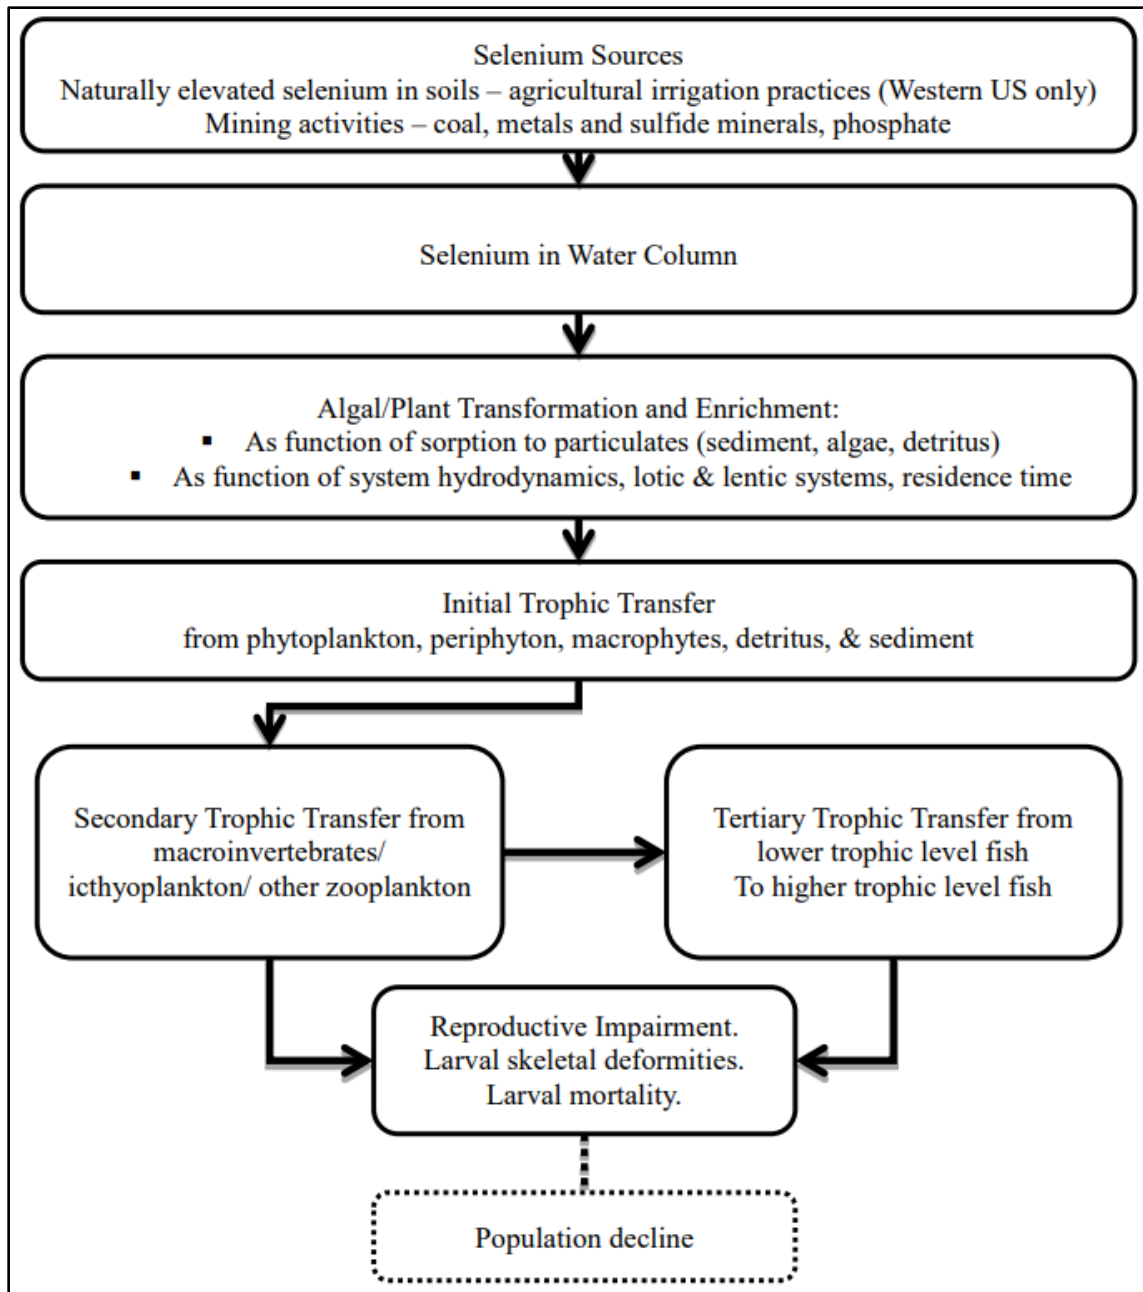 Selenium Sources
Naturally elevated selenium in soils – agricultural irrigation practices (Western US only)
Mining activities – coal, metals and sulfide minerals, phosphate
Selenium in Water Column
Algal/Plant Transformation and Enrichment:
▪ As function of sorption to particulates (sediment, algae, detritus)
▪ As function of system hydrodynamics, lotic & lentic systems, residence time
Initial Trophic Transfer
from phytoplankton, periphyton, macrophytes, detritus, & sediment
Secondary Trophic Transfer from
macroinvertebrates/
icthyoplankton/ other zooplankton
Tertiary Trophic Transfer from
lower trophic level fish
To higher trophic level fish
Reproductive Impairment.
Larval skeletal deformities.
Larval mortality.
Population decline